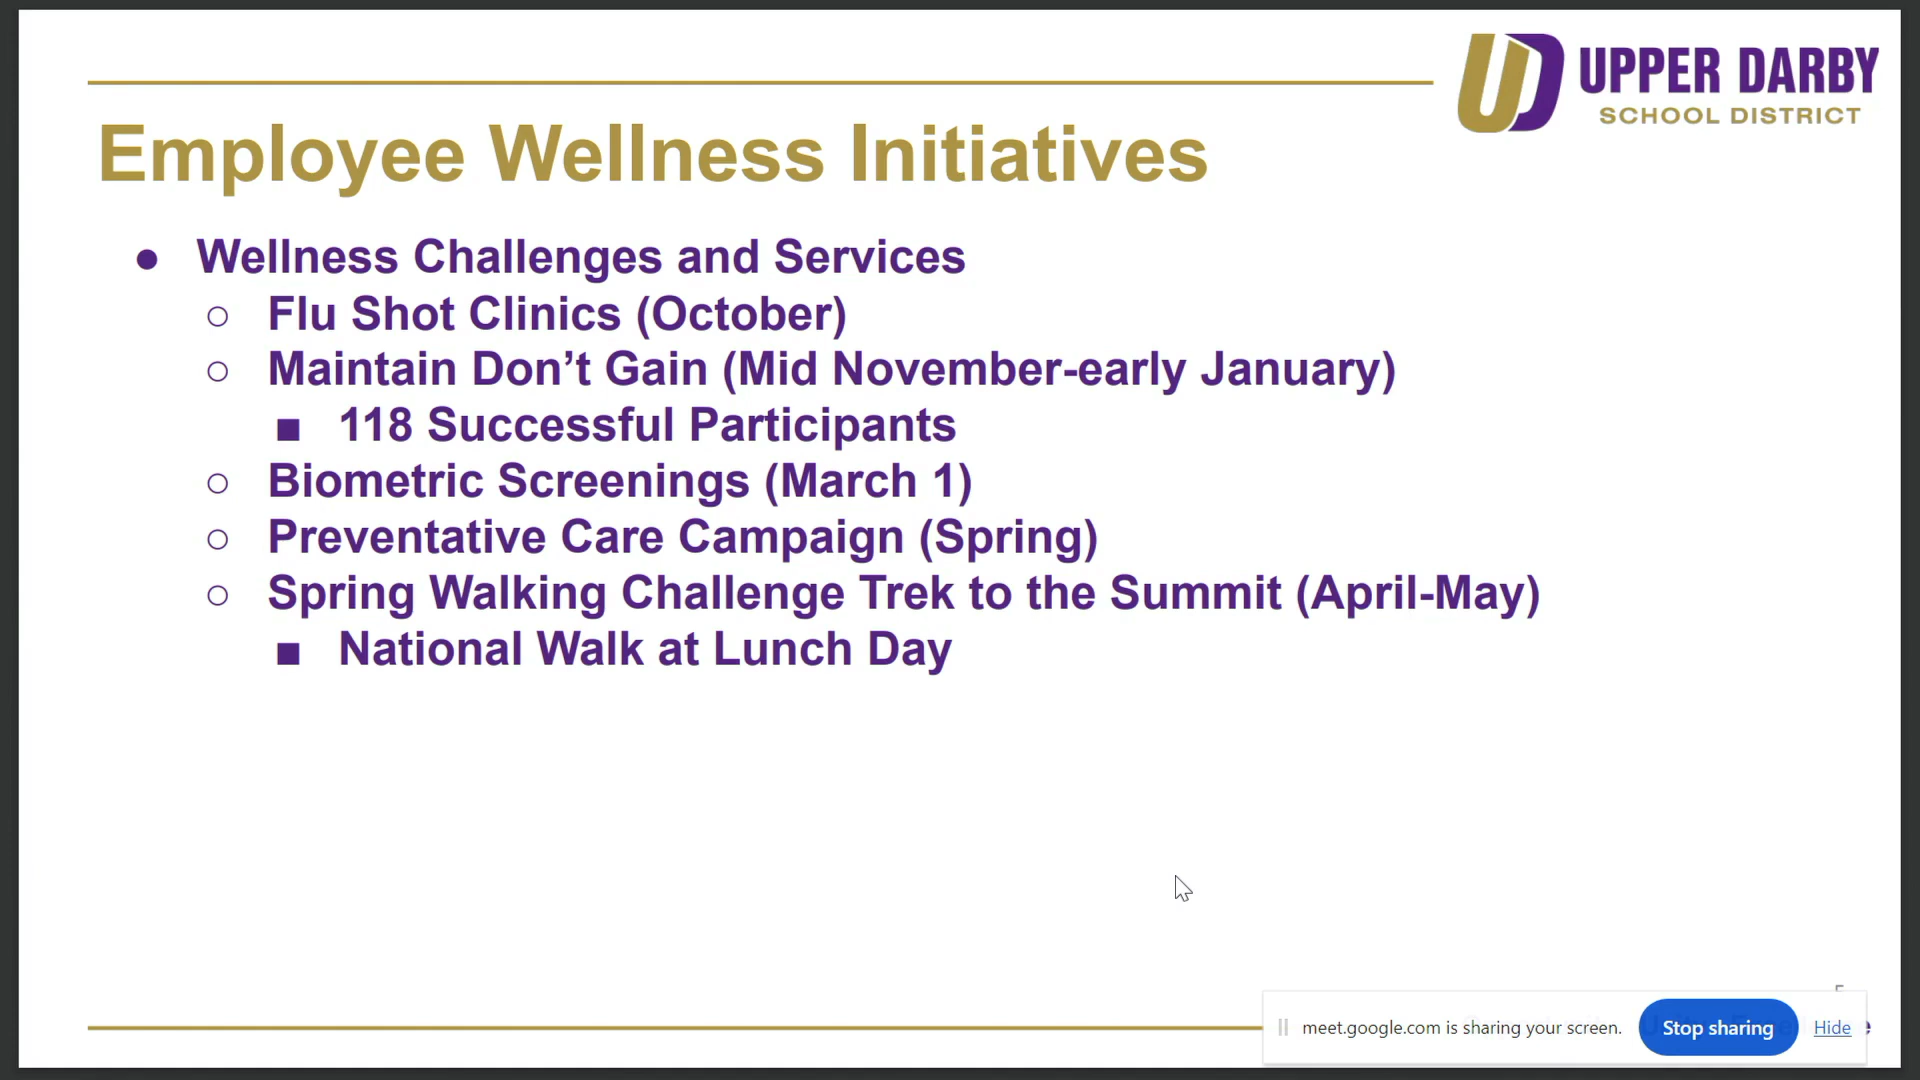 UPPER DARBY
SCHOOL DISTRICT
Employee Wellness Initiatives
● Wellness Challenges and Services
○ Flu Shot Clinics (October)
○ Maintain Don’t Gain (Mid November-early January)
■ 118 Successful Participants
○ Biometric Screenings (March 1)
○ Preventative Care Campaign (Spring)
○ Spring Walking Challenge Trek to the Summit (April-May)
■ National Walk at Lunch Day
meet.google.com is sharing your screen. Stop sharing Hide